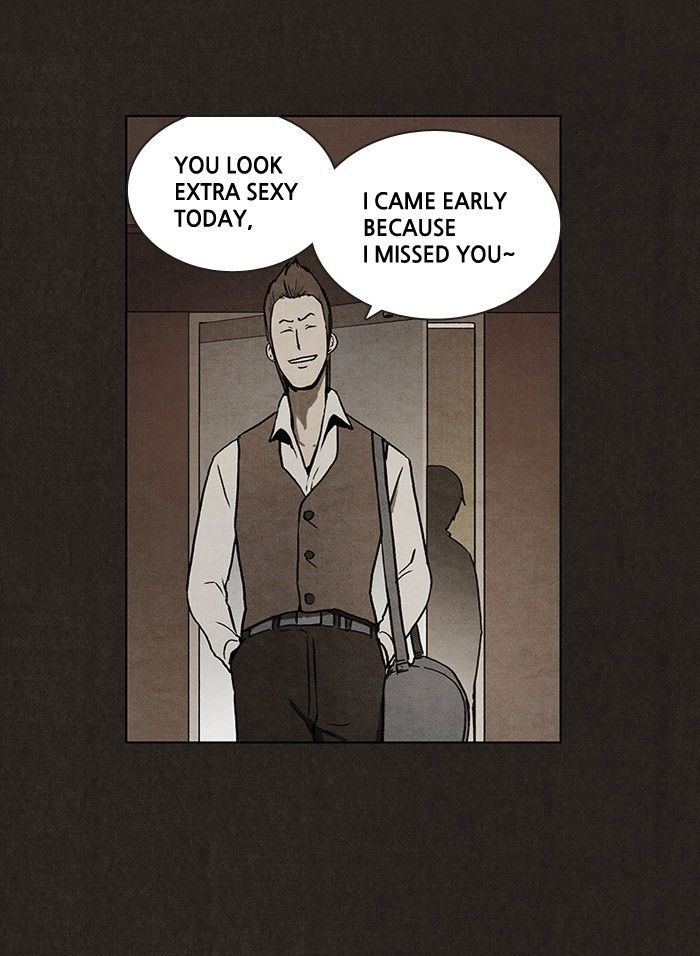 YOU LOOK
EXTRA SEXY
TODAY,
I CAME EARLY
BECAUSE
I MISSED YOU~